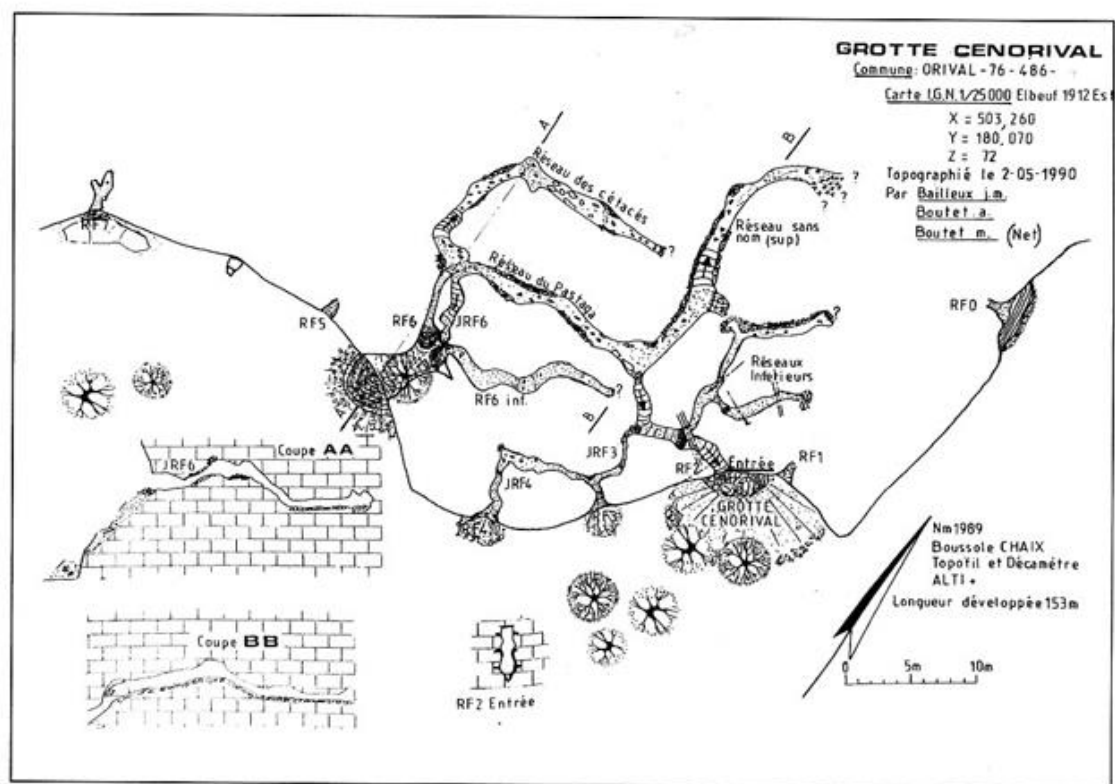 GROTTE CENORIVAL
Commune: ORIVAL -76 - 486-
Carte I.G.N. 1/25000 Elbeuf 1912 Est
X = 503,260
Y = 180,070
Z = 72
Topographié le 2-05-1990
Par Bailleux j.m.
Boutet a.
Boutet m. (Net)
A
B
Réseau des cétacés
?
?
?
?
Réseau sans
nom (sup)
RF7
Réseau du Pastaga
RF0
RF5
RF6
JRF6
?
Réseaux
Inférieurs
RF6 inf.
?
B
A
Coupe AA
JRF6
JRF3
RF2
Entrée
RF1
JRF4
GROTTE
CENORIVAL
Nm1989
Boussole CHAIX
Topofil et Décamétre
ALTI +
Longueur développée 153m
Coupe BB
0 5m 10m
RF2 Entrée